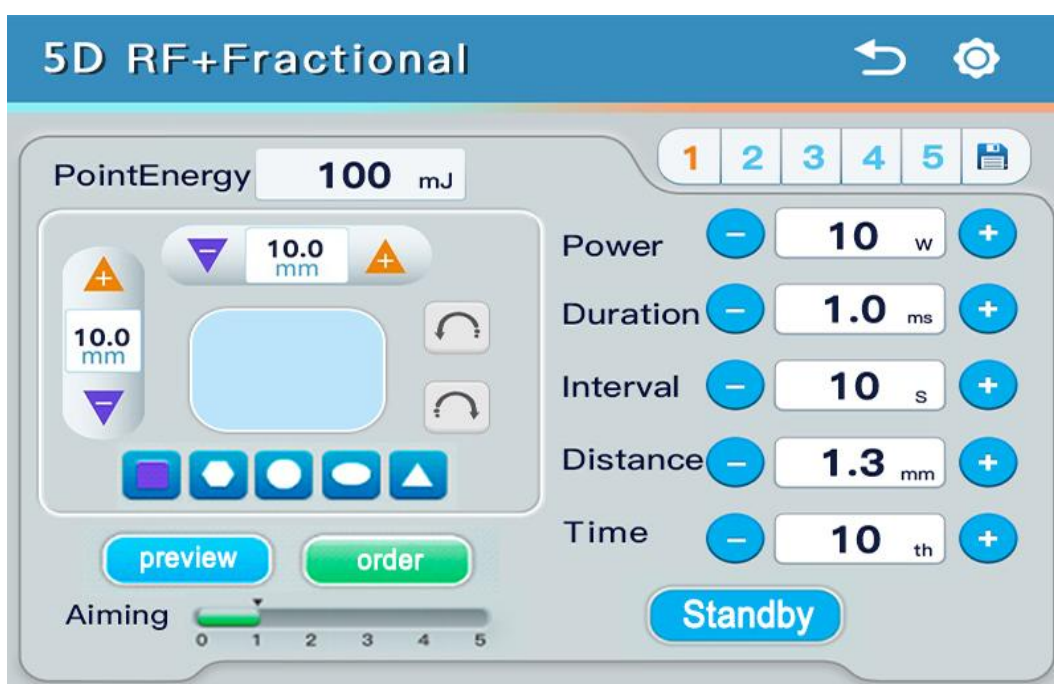 5D RF+Fractional
PointEnergy 100 mJ
1 2 3 4 5
10.0
mm
10.0
mm
Power − 10 w +
Duration − 1.0 ms +
Interval − 10 s +
Distance − 1.3 mm +
Time − 10 th +
preview order
Aiming
0 1 2 3 4 5
Standby